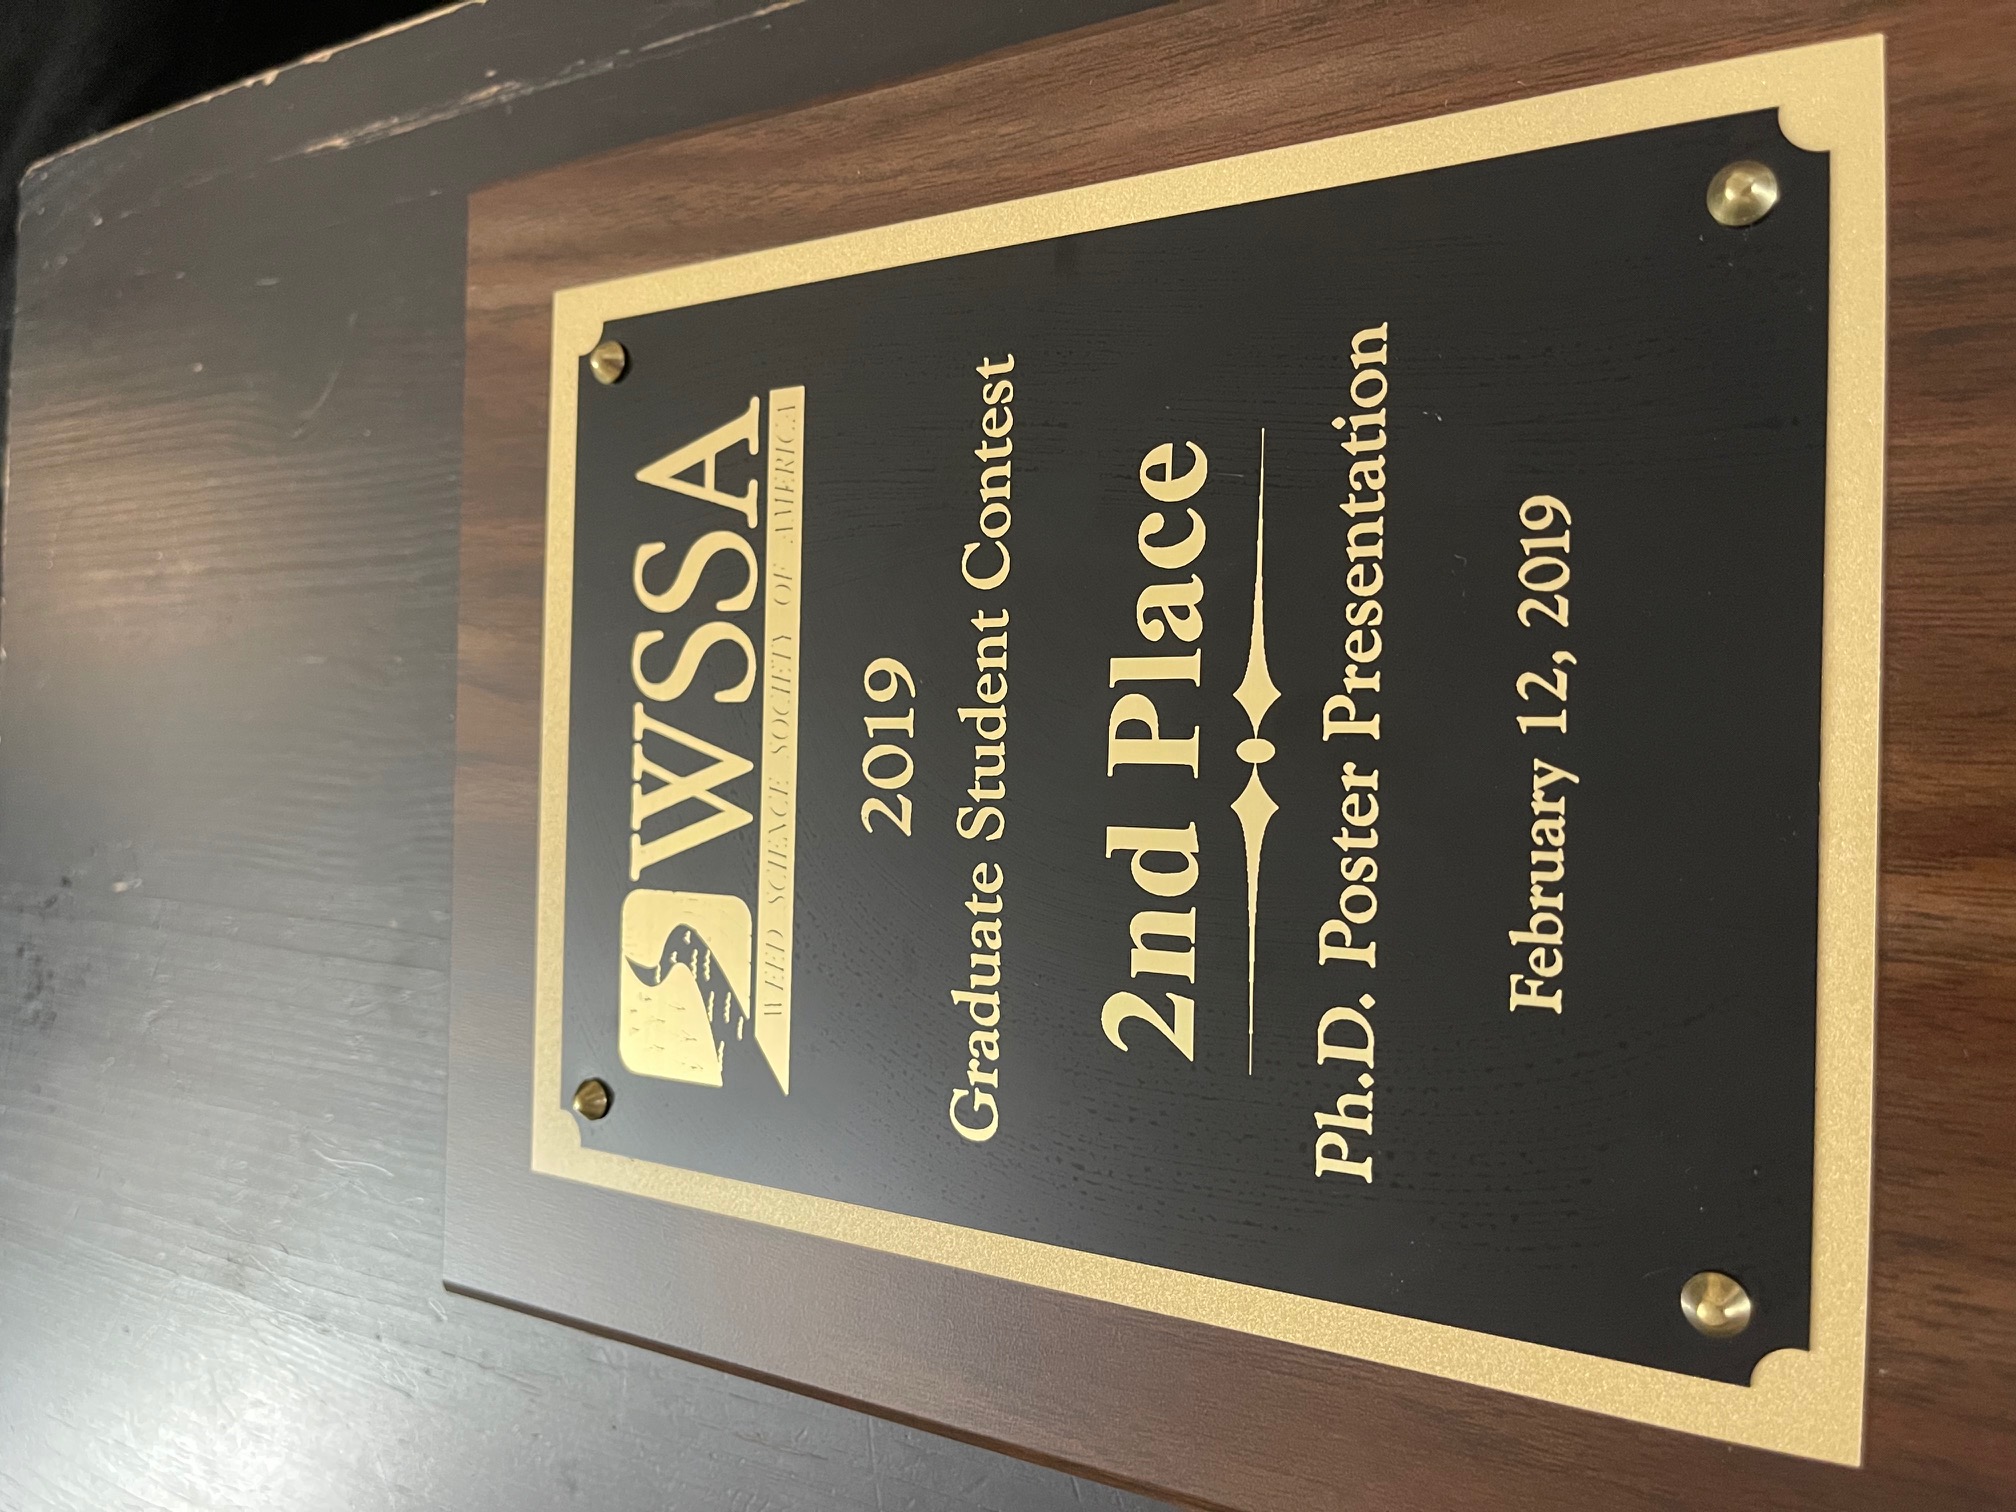 WSSA
WEED SCIENCE SOCIETY OF AMERICA
2019
Graduate Student Contest
2nd Place
Ph.D. Poster Presentation
February 12, 2019